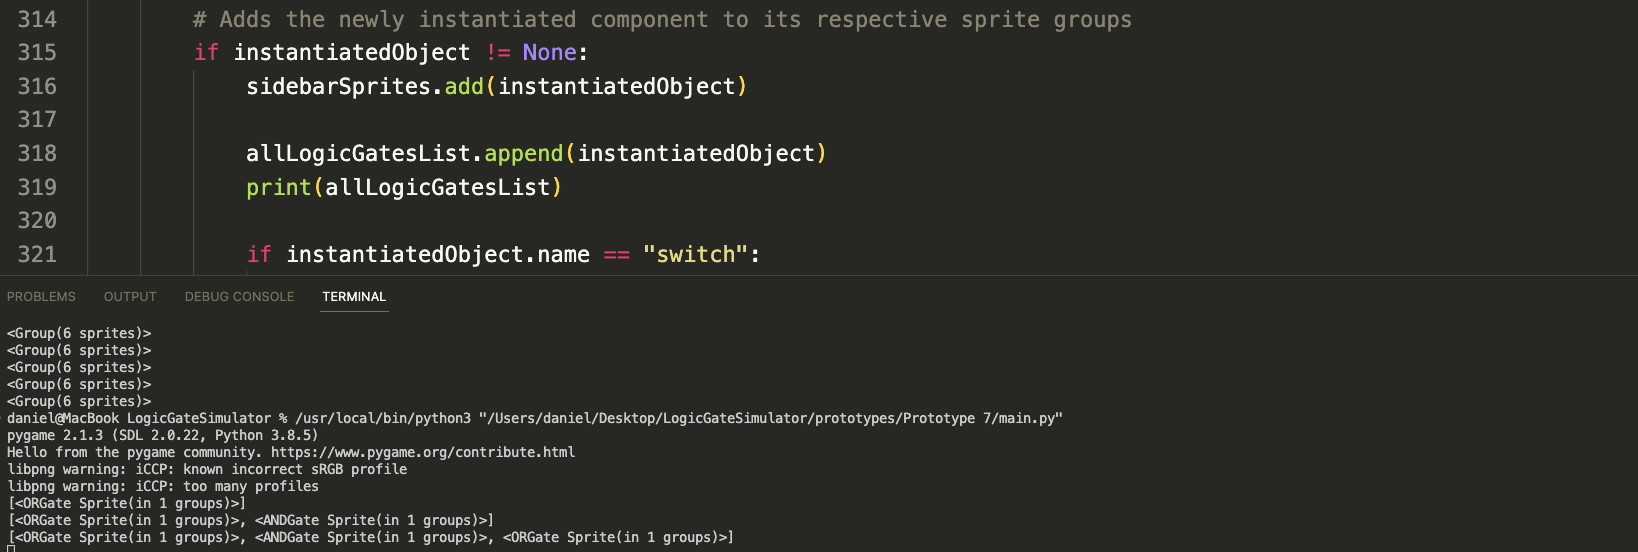 314 # Adds the newly instantiated component to its respective sprite groups
315 if instantiatedObject != None:
316 sidebarSprites.add(instantiatedObject)
317
318 allLogicGatesList.append(instantiatedObject)
319 print(allLogicGatesList)
320
321 if instantiatedObject.name == "switch":
PROBLEMS OUTPUT DEBUG CONSOLE TERMINAL
<Group(6 sprites)>
<Group(6 sprites)>
<Group(6 sprites)>
<Group(6 sprites)>
<Group(6 sprites)>
daniel@MacBook LogicGateSimulator % /usr/local/bin/python3 "/Users/daniel/Desktop/LogicGateSimulator/prototypes/Prototype 7/main.py"
pygame 2.1.3 (SDL 2.0.22, Python 3.8.5)
Hello from the pygame community. https://www.pygame.org/contribute.html
libpng warning: iCCP: known incorrect sRGB profile
libpng warning: iCCP: too many profiles
[<ORGate Sprite(in 1 groups)>]
[<ORGate Sprite(in 1 groups)>, <ANDGate Sprite(in 1 groups)>]
[<ORGate Sprite(in 1 groups)>, <ANDGate Sprite(in 1 groups)>, <ORGate Sprite(in 1 groups)>]